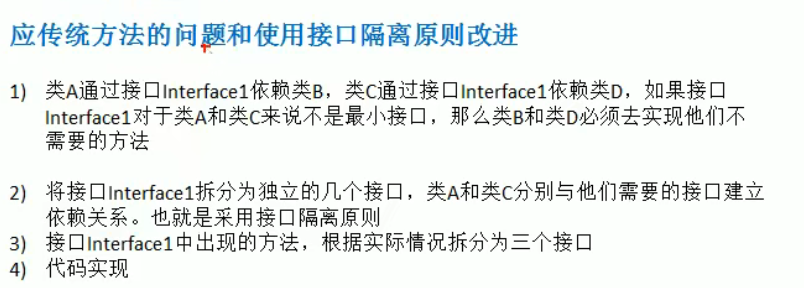 应传统方法的问题和使用接口隔离原则改进
1) 类A通过接口Interface1依赖类B，类C通过接口Interface1依赖类D，如果接口
Interface1对于类A和类C来说不是最小接口，那么类B和类D必须去实现他们不
需要的方法
2) 将接口Interface1拆分为独立的几个接口，类A和类C分别与他们需要的接口建立
依赖关系。也就是采用接口隔离原则
3) 接口Interface1中出现的方法，根据实际情况拆分为三个接口
4) 代码实现